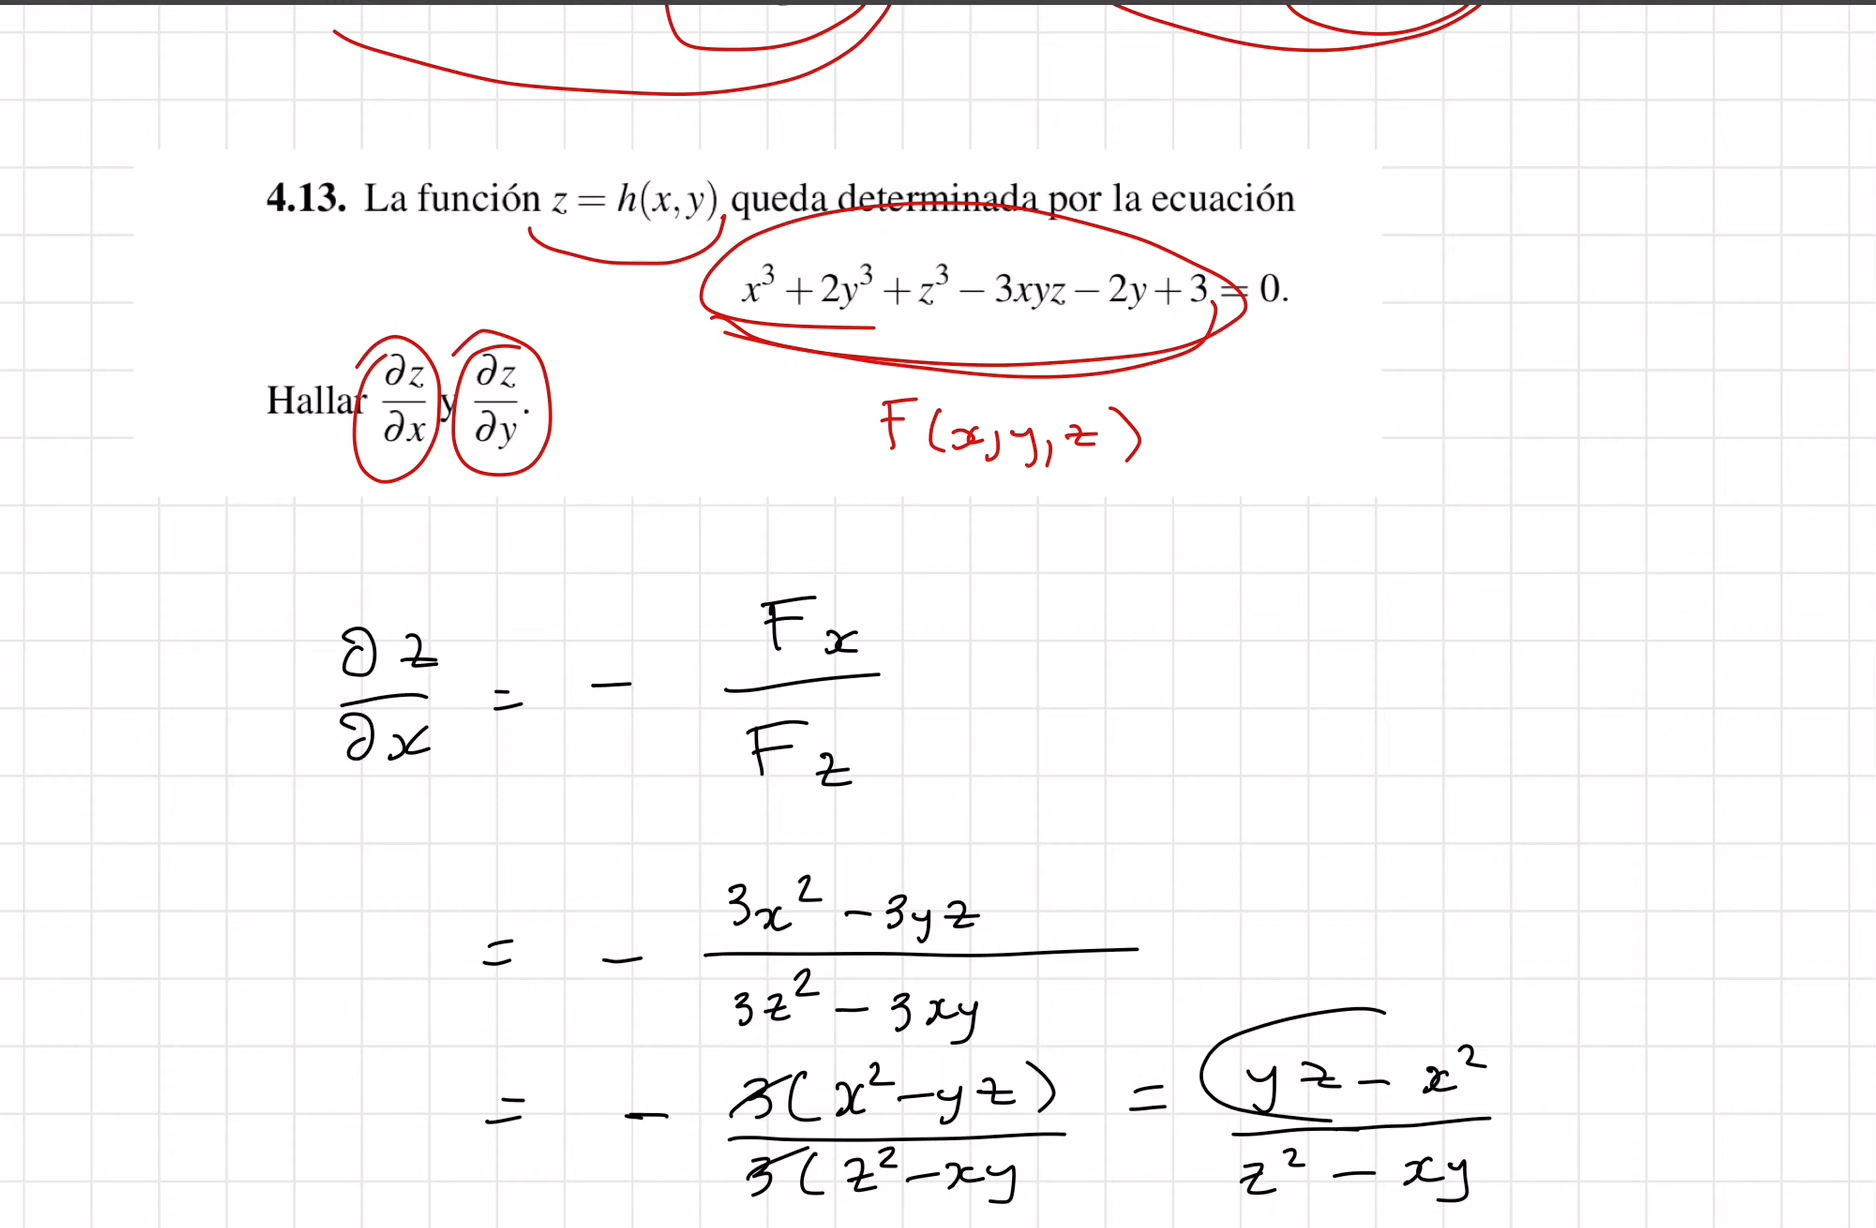 4.13. La función z = h(x,y) queda determinada por la ecuación
x³ + 2y³ + z³ − 3xyz − 2y + 3 = 0.
Hallar ∂z/∂x y ∂z/∂y.
F(x,y,z)
∂z/∂x = − Fx/Fz
= − (3x² − 3yz)/(3z² − 3xy)
= − 3(x² − yz)/3(z² − xy = (yz − x²)/(z² − xy)